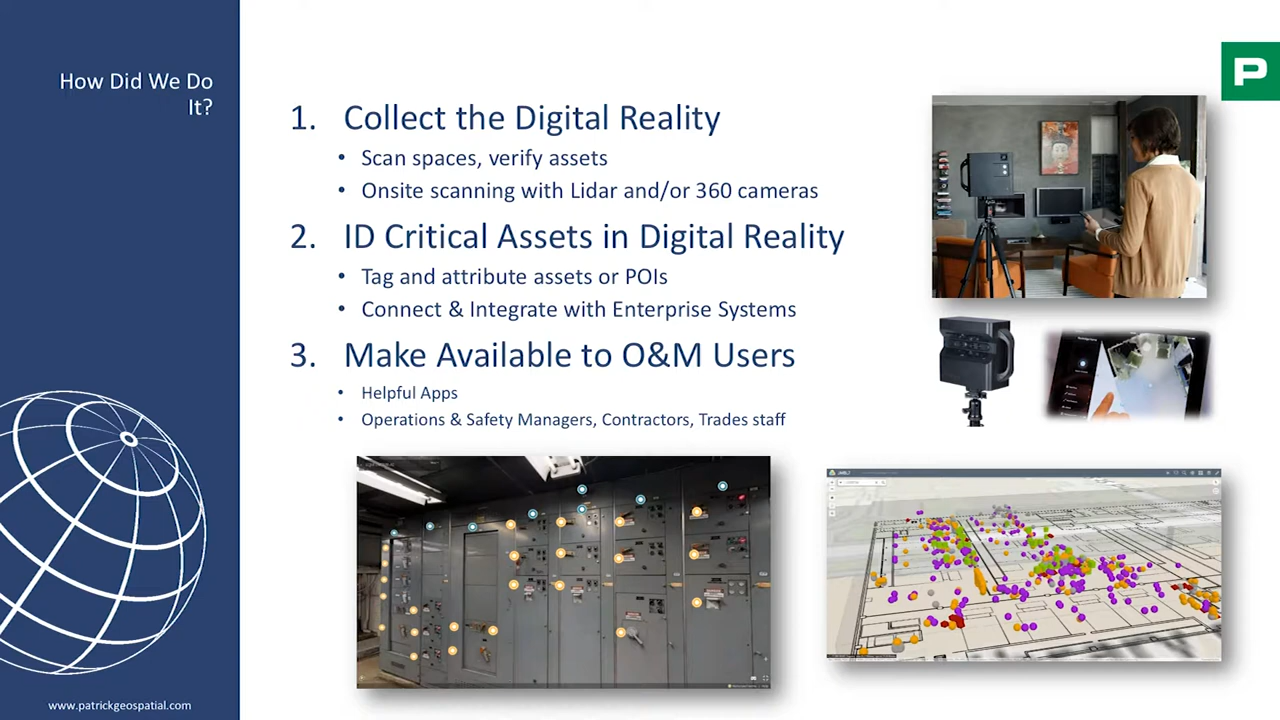 How Did We Do
It?
P
1. Collect the Digital Reality
• Scan spaces, verify assets
• Onsite scanning with Lidar and/or 360 cameras
2. ID Critical Assets in Digital Reality
• Tag and attribute assets or POIs
• Connect & Integrate with Enterprise Systems
3. Make Available to O&M Users
• Helpful Apps
• Operations & Safety Managers, Contractors, Trades staff
www.patrickgeospatial.com